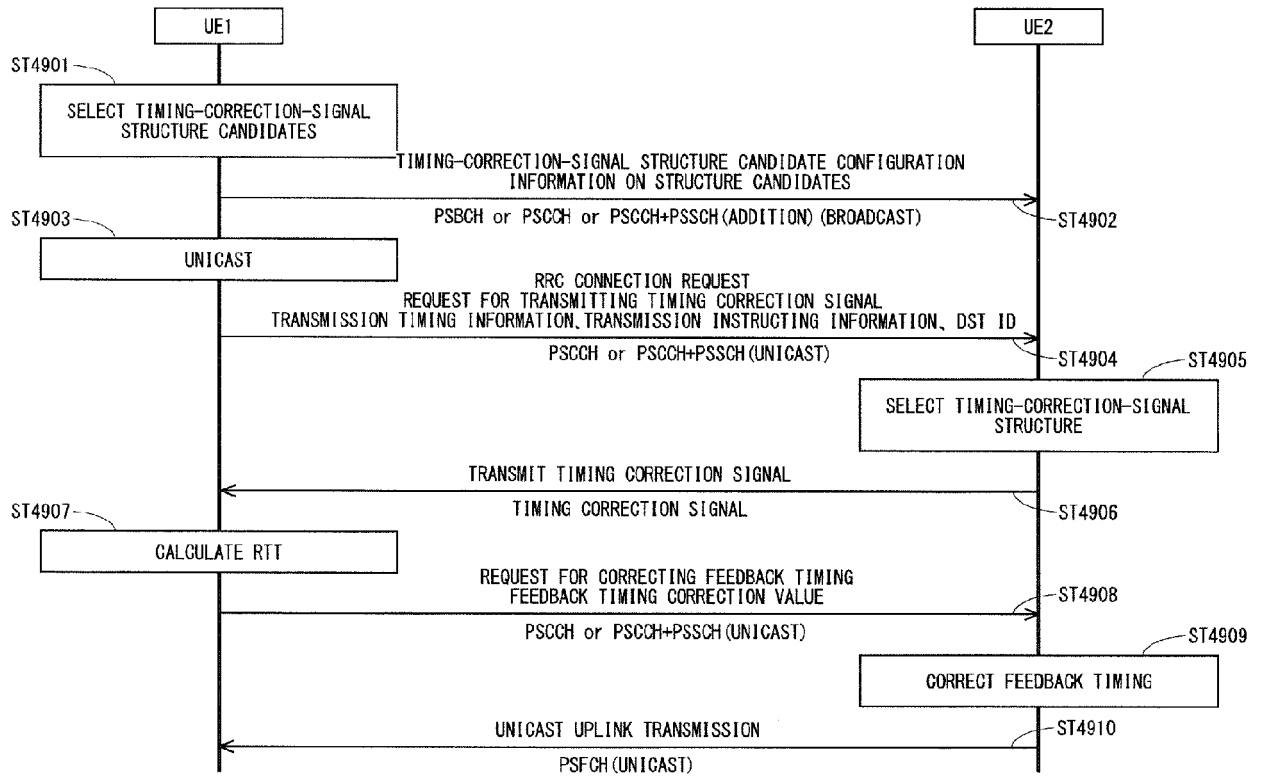 UE1
UE2
ST4901
SELECT TIMING-CORRECTION-SIGNAL
STRUCTURE CANDIDATES
TIMING-CORRECTION-SIGNAL STRUCTURE CANDIDATE CONFIGURATION
INFORMATION ON STRUCTURE CANDIDATES
PSBCH or PSCCH or PSCCH+PSSCH(ADDITION)(BROADCAST)
ST4902
ST4903
UNICAST
RRC CONNECTION REQUEST
REQUEST FOR TRANSMITTING TIMING CORRECTION SIGNAL
TRANSMISSION TIMING INFORMATION、TRANSMISSION INSTRUCTING INFORMATION、DST ID
PSCCH or PSCCH+PSSCH(UNICAST)
ST4904
ST4905
SELECT TIMING-CORRECTION-SIGNAL
STRUCTURE
TRANSMIT TIMING CORRECTION SIGNAL
TIMING CORRECTION SIGNAL
ST4906
ST4907
CALCULATE RTT
REQUEST FOR CORRECTING FEEDBACK TIMING
FEEDBACK TIMING CORRECTION VALUE
PSCCH or PSCCH+PSSCH(UNICAST)
ST4908
ST4909
CORRECT FEEDBACK TIMING
UNICAST UPLINK TRANSMISSION
PSFCH(UNICAST)
ST4910